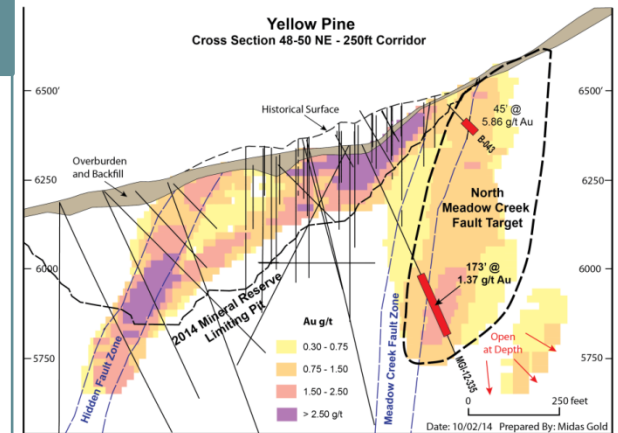 Yellow Pine
Cross Section 48-50 NE - 250ft Corridor
6500'
6500
Historical Surface
45' @
5.86 g/t Au
B-043
Overburden
and Backfill
6250
6250
North
Meadow Creek
Fault Target
6000
6000
173' @
1.37 g/t Au
2014 Mineral Reserve
Limiting Pit
Au g/t
0.30 - 0.75
0.75 - 1.50
1.50 - 2.50
> 2.50 g/t
Hidden Fault Zone
Meadow Creek Fault Zone
MGI-12-335
Open
at Depth
5750
5750
0
250 feet
Date: 10/02/14 Prepared By: Midas Gold